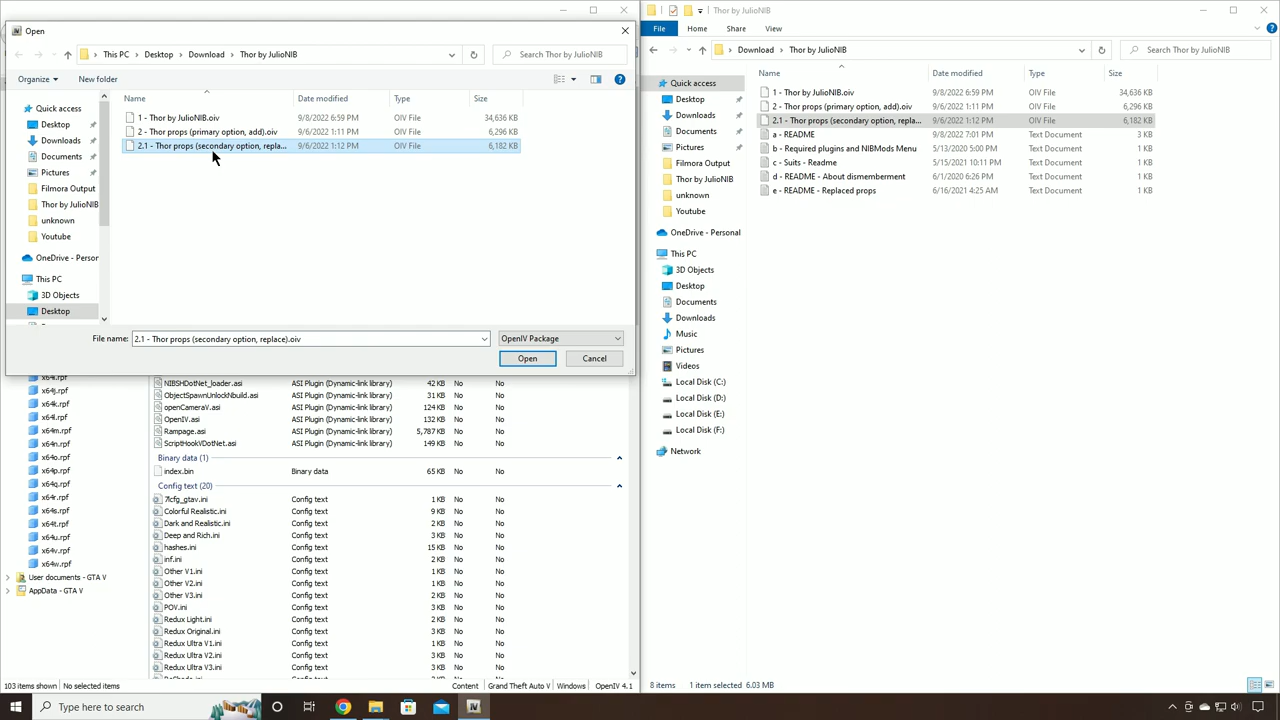 Open
This PC > Desktop > Download > Thor by JulioNIB
Search Thor by JulioNIB
Organize
New folder
Name
Date modified
Type
Size
Quick access
Desktop
Downloads
Documents
Pictures
Filmora Output
Thor by JulioNIB
unknown
Youtube
OneDrive - Person
This PC
3D Objects
Desktop
1 - Thor by JulioNIB.oiv 9/8/2022 6:59 PM OIV File 34,636 KB
2 - Thor props (primary option, add).oiv 9/6/2022 1:11 PM OIV File 6,296 KB
2.1 - Thor props (secondary option, repla... 9/6/2022 1:12 PM OIV File 6,182 KB
File name:
2.1 - Thor props (secondary option, replace).oiv
OpenIV Package
Open
Cancel
x64i.rpf
x64j.rpf
x64k.rpf
x64l.rpf
x64m.rpf
x64n.rpf
x64o.rpf
x64p.rpf
x64q.rpf
x64r.rpf
x64s.rpf
x64t.rpf
x64u.rpf
x64v.rpf
x64w.rpf
User documents - GTA V
AppData - GTA V
NIBSHDotNet_loader.asi ASI Plugin (Dynamic-link library) 42 KB No No
ObjectSpawnUnlockNbuild.asi ASI Plugin (Dynamic-link library) 31 KB No No
openCameraV.asi ASI Plugin (Dynamic-link library) 124 KB No No
OpenIV.asi ASI Plugin (Dynamic-link library) 132 KB No No
Rampage.asi ASI Plugin (Dynamic-link library) 5,787 KB No No
ScriptHookVDotNet.asi ASI Plugin (Dynamic-link library) 149 KB No No
Binary data (1)
index.bin Binary data 65 KB No No
Config text (20)
7lcfg_gtav.ini Config text 1 KB No No
Colorful Realistic.ini Config text 9 KB No No
Dark and Realistic.ini Config text 2 KB No No
Deep and Rich.ini Config text 3 KB No No
hashes.ini Config text 15 KB No No
inf.ini Config text 2 KB No No
Other V1.ini Config text 2 KB No No
Other V2.ini Config text 2 KB No No
Other V3.ini Config text 2 KB No No
POV.ini Config text 3 KB No No
Redux Light.ini Config text 2 KB No No
Redux Original.ini Config text 3 KB No No
Redux Ultra V1.ini Config text 1 KB No No
Redux Ultra V2.ini Config text 3 KB No No
Redux Ultra V3.ini Config text 3 KB No No
103 items shown No selected items Content Grand Theft Auto V Windows OpenIV 4.1
Thor by JulioNIB
File Home Share View
Download > Thor by JulioNIB
Search Thor by JulioNIB
Name Date modified Type Size
Quick access
Desktop
Downloads
Documents
Pictures
Filmora Output
Thor by JulioNIB
unknown
Youtube
OneDrive - Personal
This PC
3D Objects
Desktop
Documents
Downloads
Music
Pictures
Videos
Local Disk (C:)
Local Disk (D:)
Local Disk (E:)
Local Disk (F:)
Network
1 - Thor by JulioNIB.oiv 9/8/2022 6:59 PM OIV File 34,636 KB
2 - Thor props (primary option, add).oiv 9/6/2022 1:11 PM OIV File 6,296 KB
2.1 - Thor props (secondary option, repla... 9/6/2022 1:12 PM OIV File 6,182 KB
a - README 9/8/2022 7:01 PM Text Document 3 KB
b - Required plugins and NIBMods Menu 5/13/2020 5:00 PM Text Document 1 KB
c - Suits - Readme 5/15/2021 10:11 PM Text Document 1 KB
d - README - About dismemberment 6/1/2020 6:26 PM Text Document 1 KB
e - README - Replaced props 6/16/2021 4:25 AM Text Document 1 KB
8 items 1 item selected 6.03 MB
Type here to search